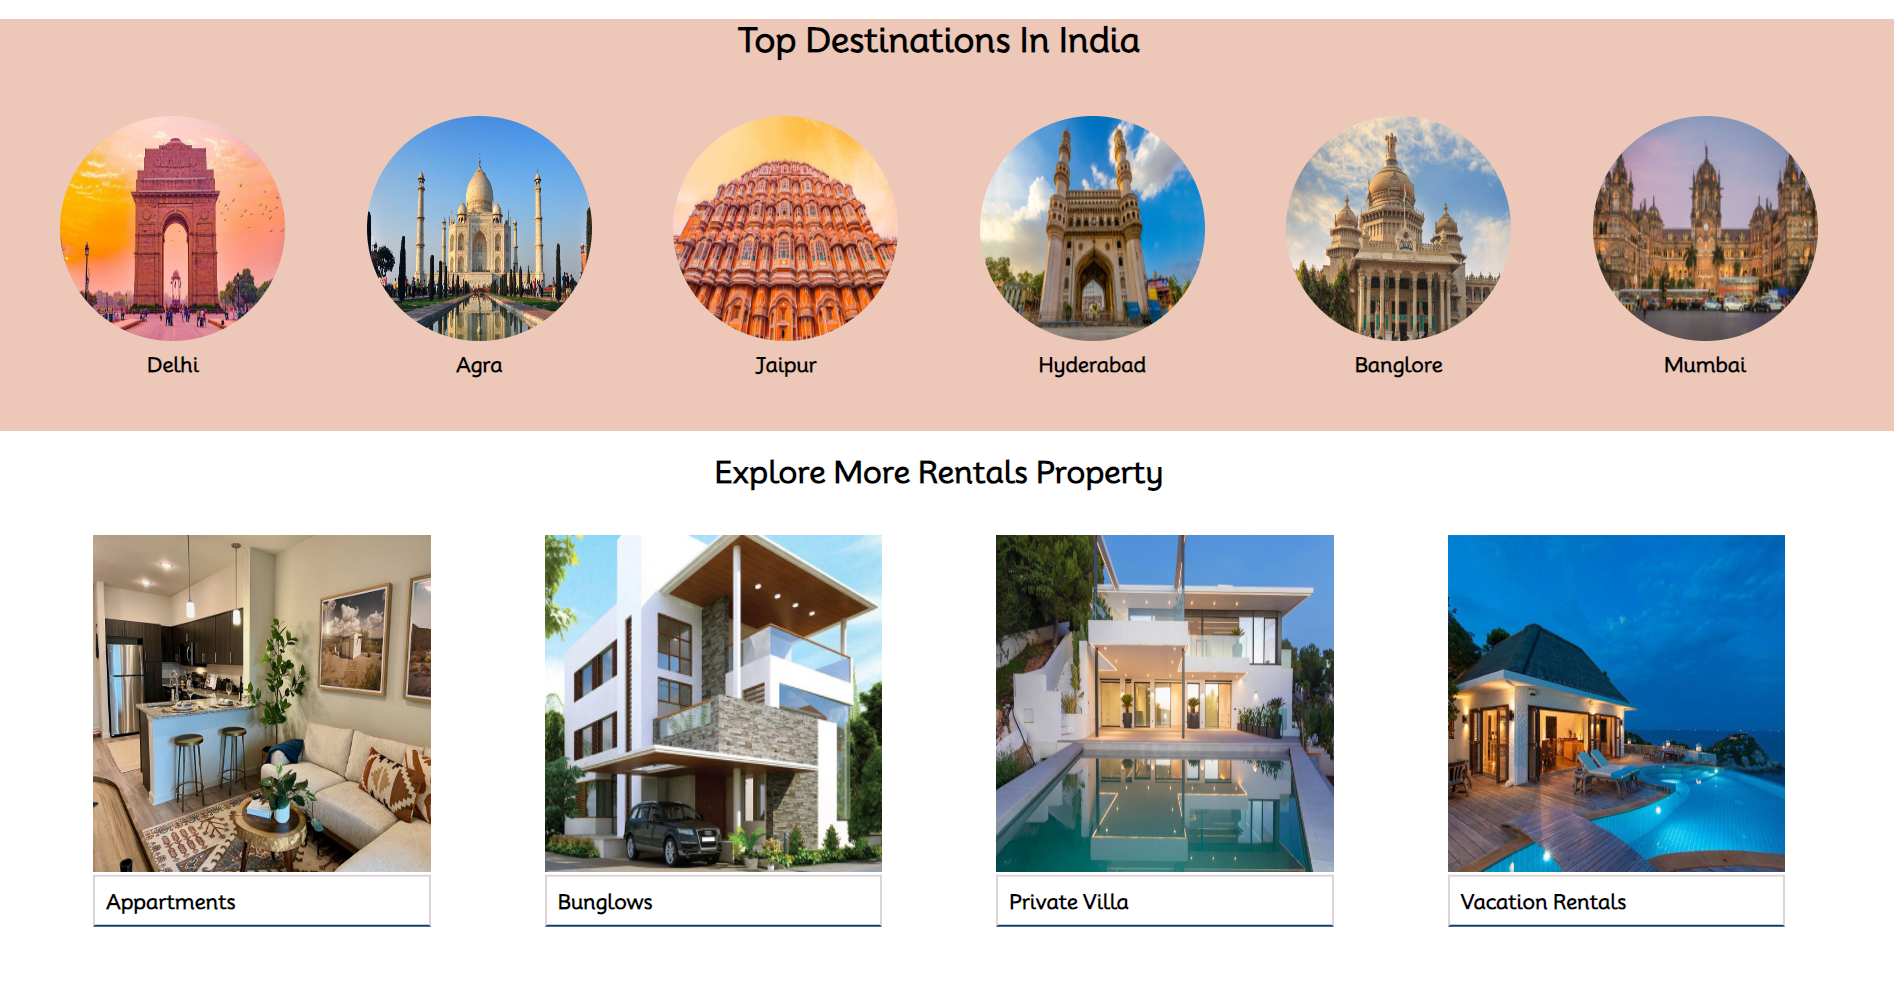 Top Destinations In India
Delhi
Agra
Jaipur
Hyderabad
Banglore
Mumbai
Explore More Rentals Property
Appartments
Bunglows
Private Villa
Vacation Rentals